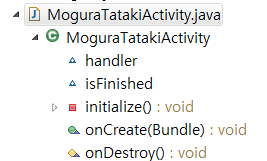 MoguraTatakiActivity.java
MoguraTatakiActivity
handler
isFinished
initialize() : void
onCreate(Bundle) : void
onDestroy() : void